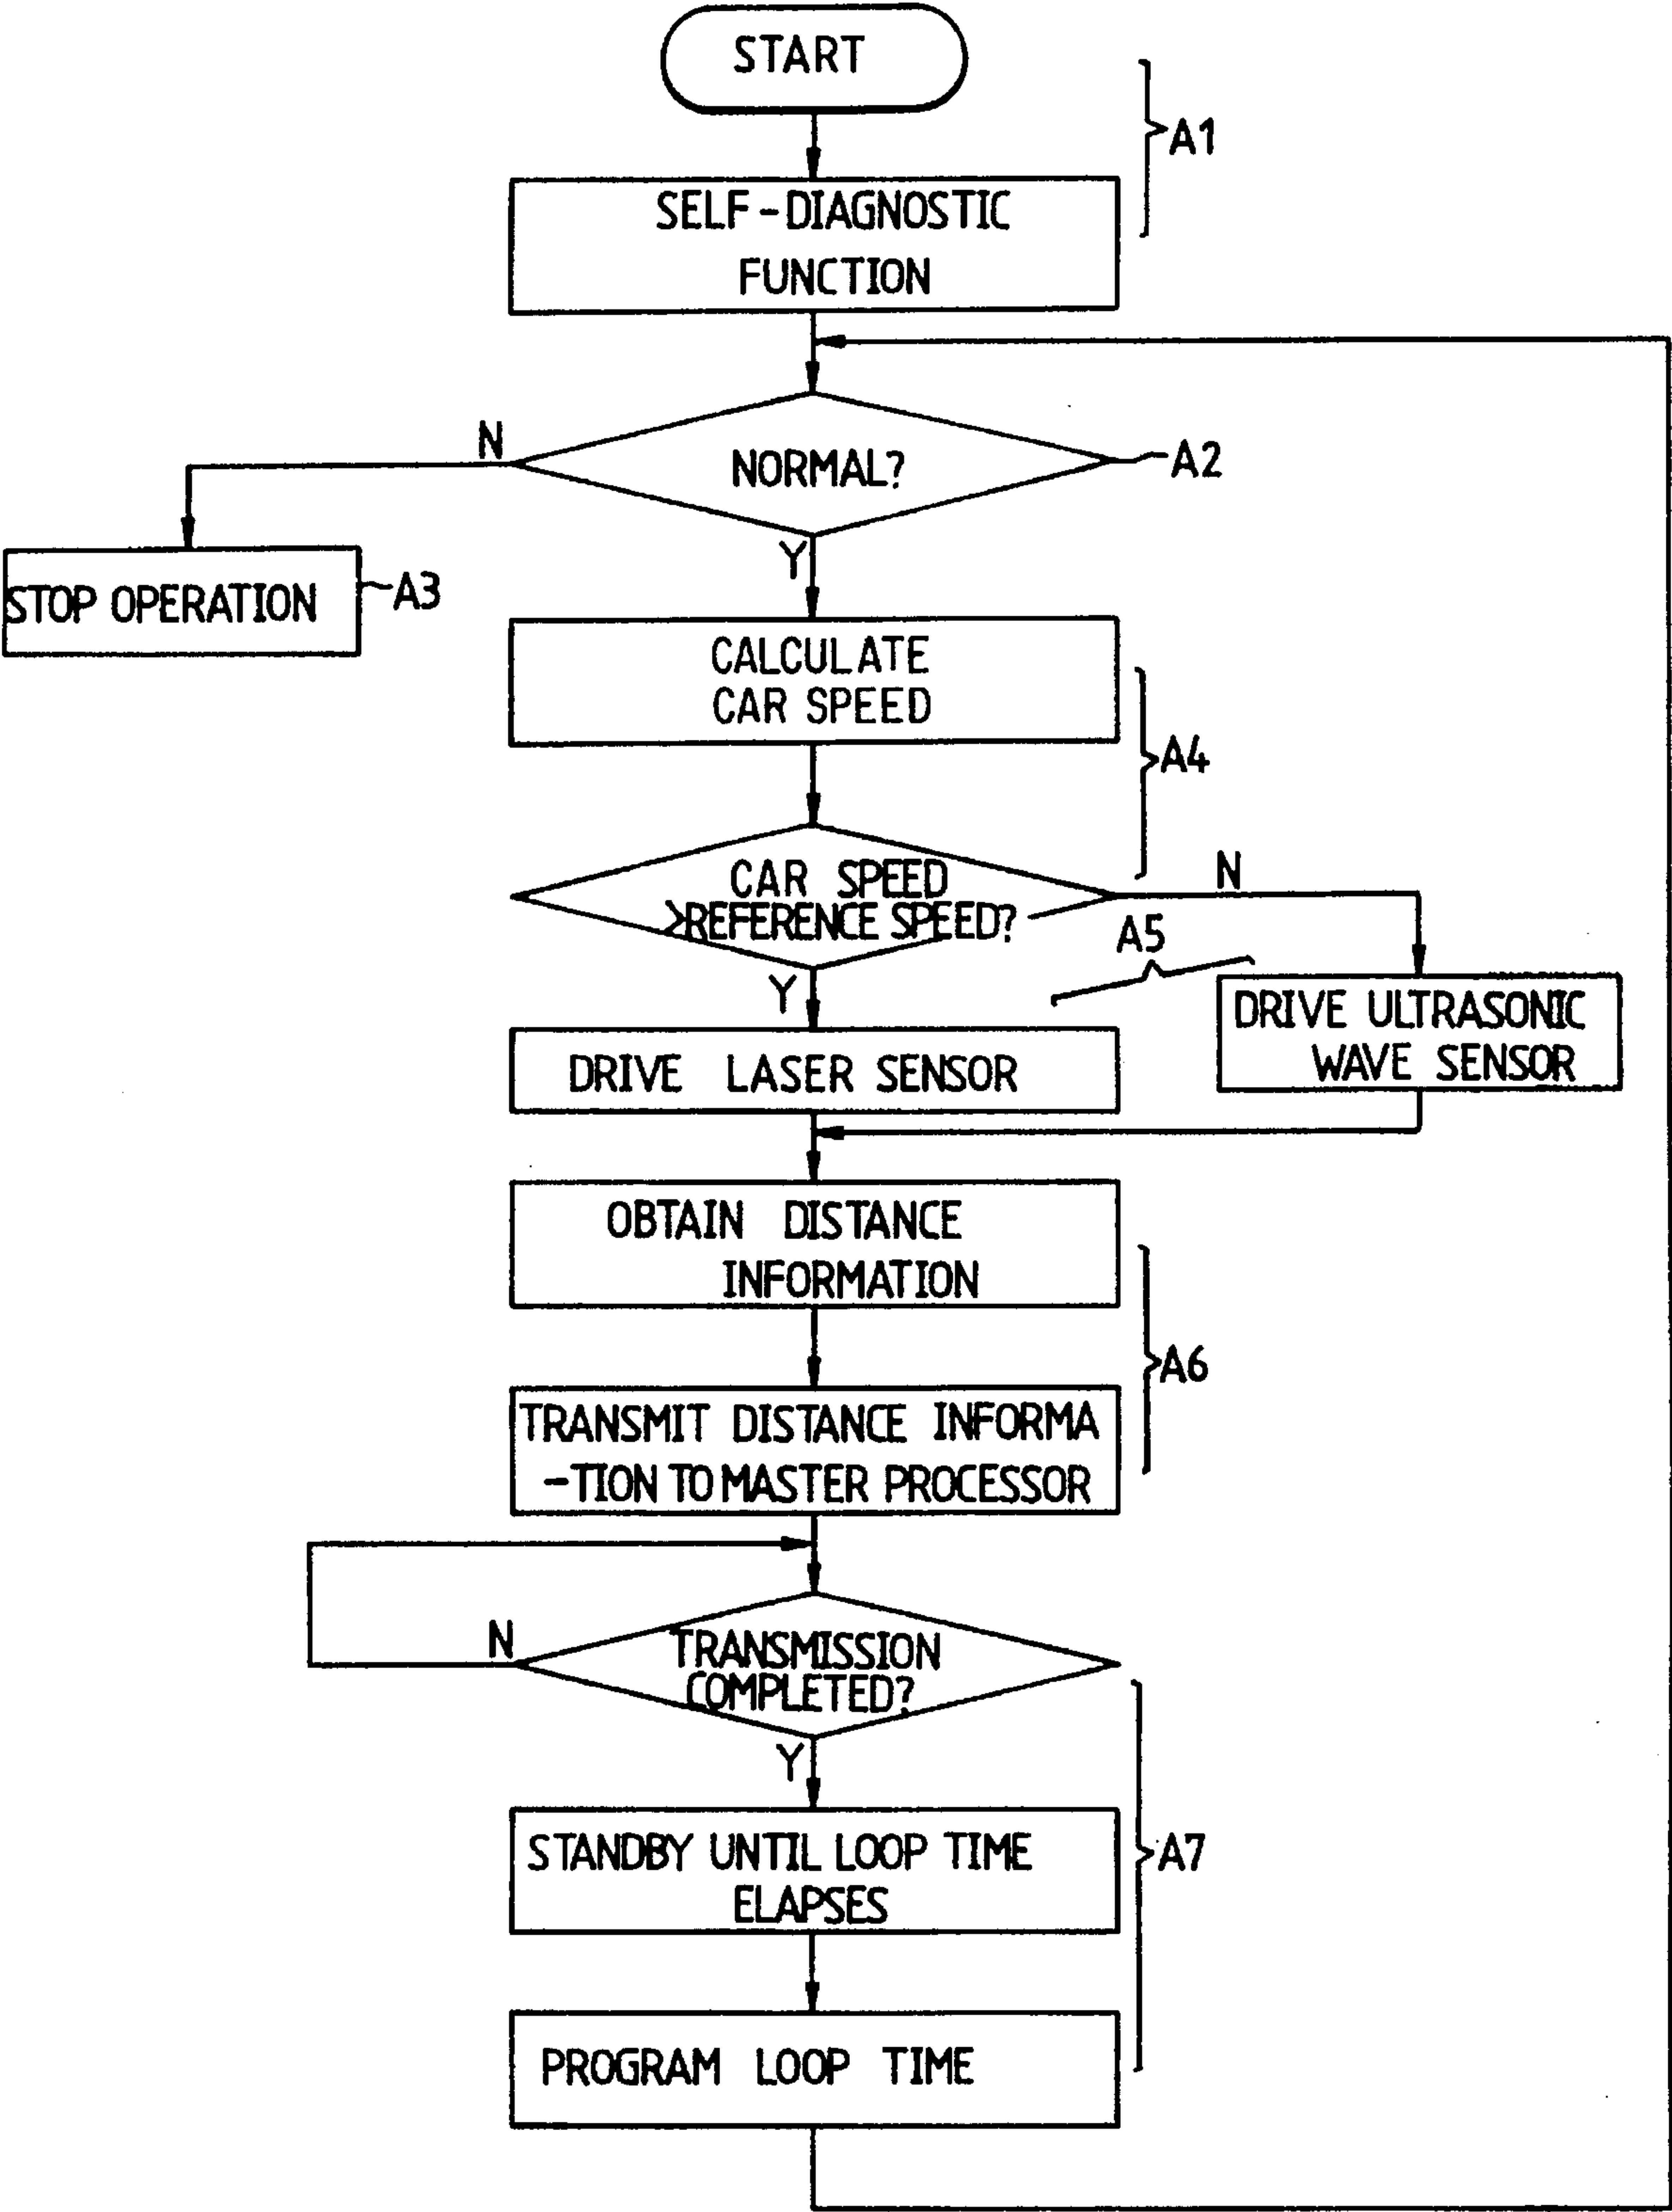 START
A1
SELF-DIAGNOSTIC
FUNCTION
N
NORMAL?
A2
Y
STOP OPERATION
A3
CALCULATE
CAR SPEED
A4
CAR SPEED
>REFERENCE SPEED?
N
A5
Y
DRIVE LASER SENSOR
DRIVE ULTRASONIC
WAVE SENSOR
OBTAIN DISTANCE
INFORMATION
A6
TRANSMIT DISTANCE INFORMA
-TION TO MASTER PROCESSOR
N
TRANSMISSION
COMPLETED?
Y
STANDBY UNTIL LOOP TIME
ELAPSES
A7
PROGRAM LOOP TIME